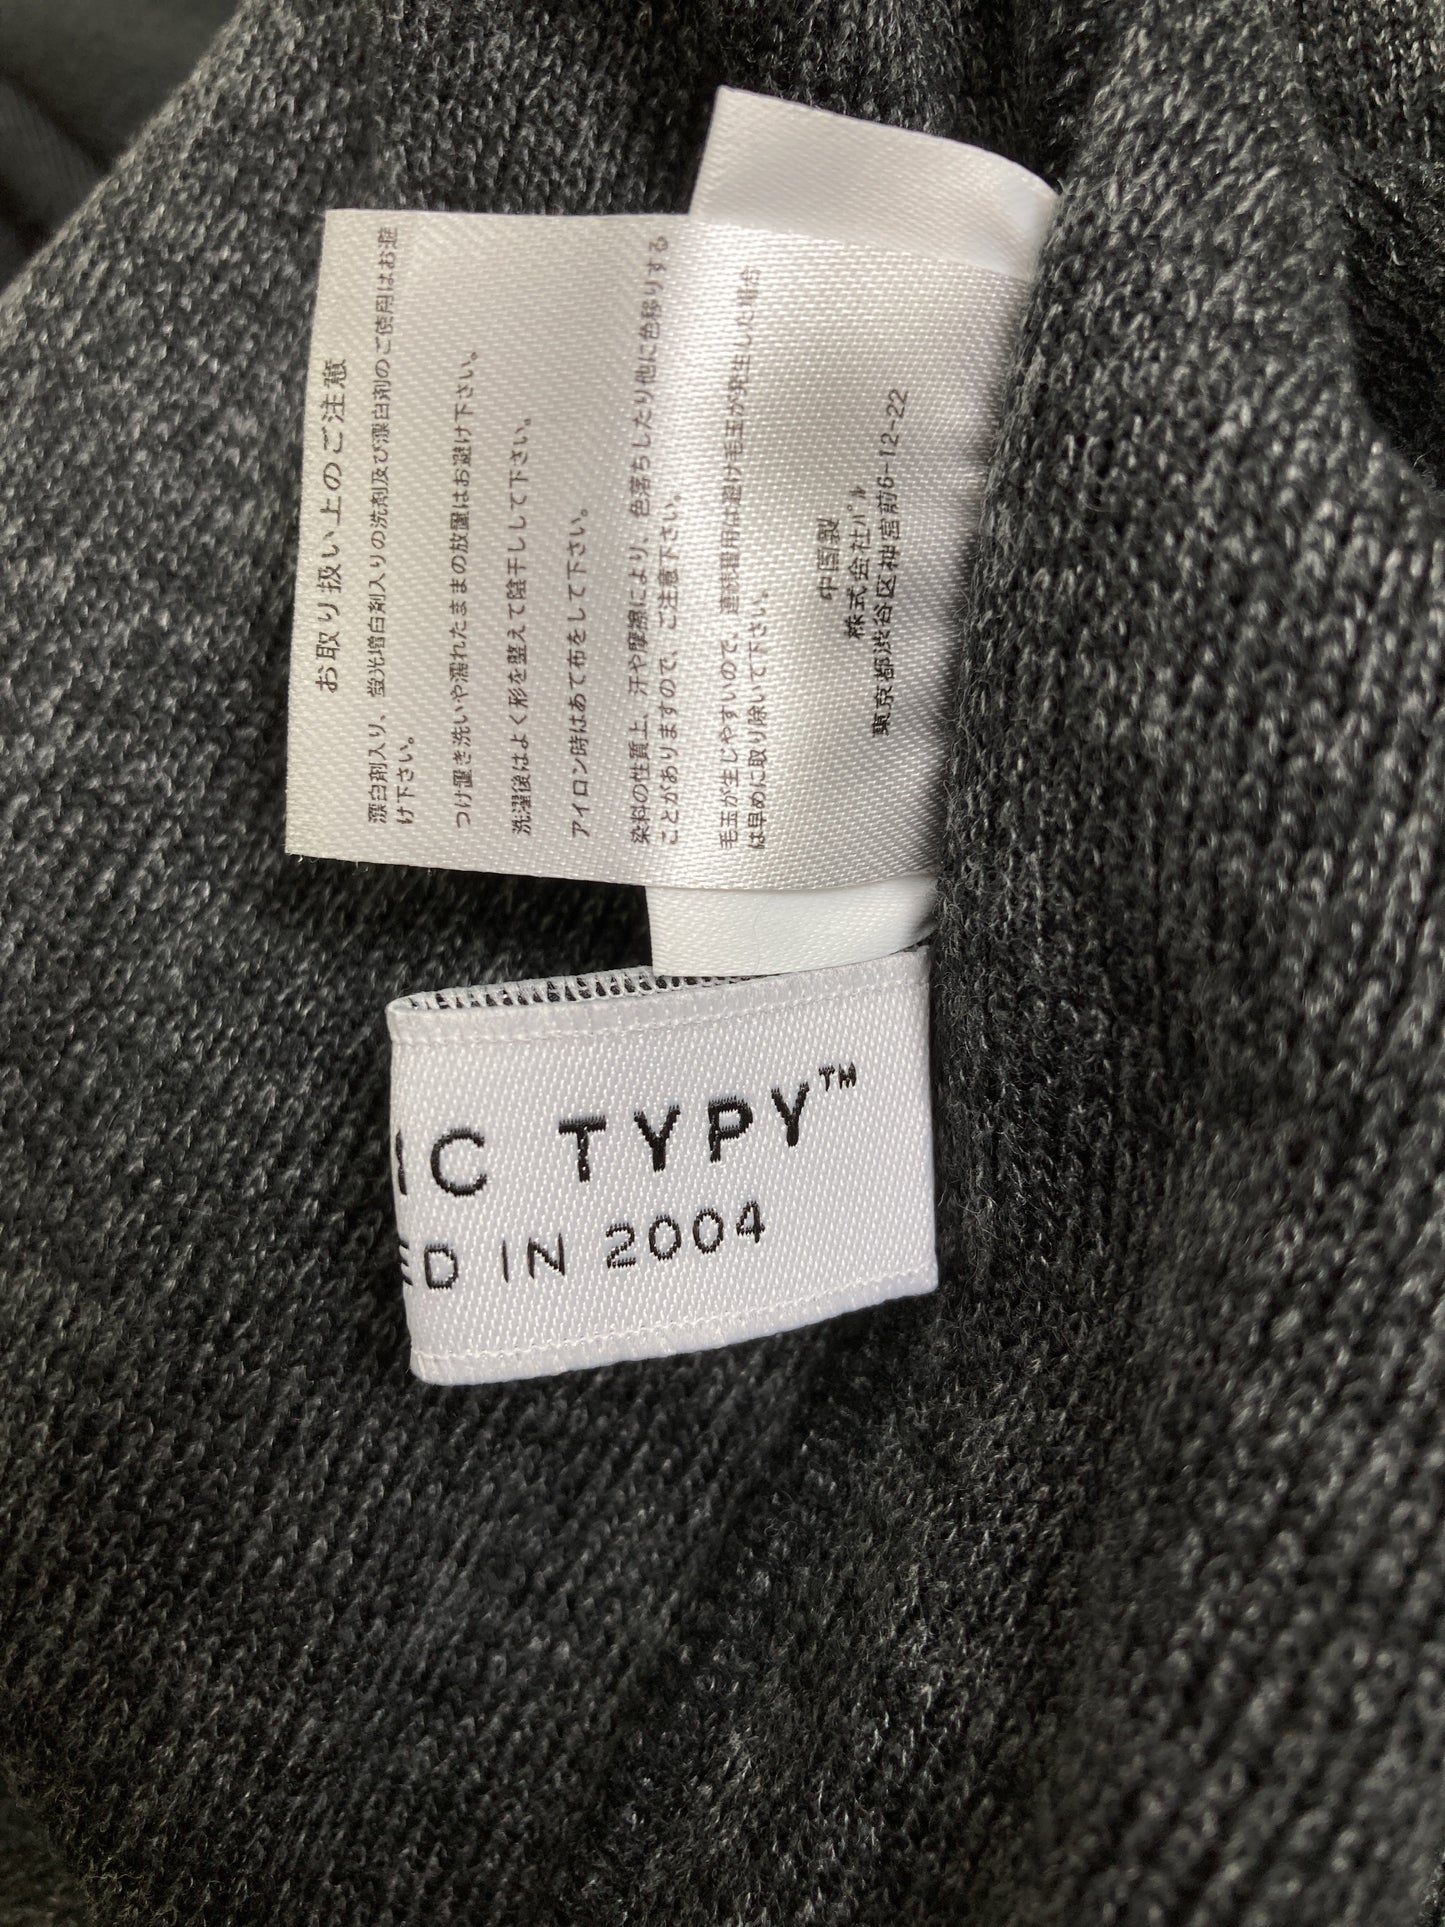 お取り扱い上のご注意
漂白剤入り、蛍光増白剤入りの洗剤及び漂白剤のご使用はお避
け下さい。
つけ置き洗いや濡れたままの放置はお避け下さい。
洗濯後はよく形を整えて陰干しして下さい。
アイロン時はあて布をして下さい。
染料の性質上、汗や摩擦により、色落ちしたり他に色移りする
ことがありますので、ご注意下さい。
毛玉が生じやすいので、連続着用は避け毛玉が発生した場合
は早めに取り除いて下さい。
中国製
株式会社パル
東京都渋谷区神宮前6-12-22
IC TYPY™
ED IN 2004